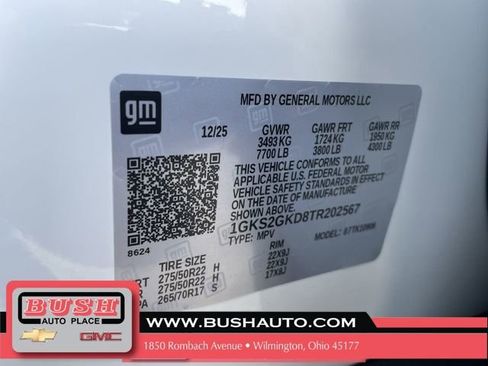 gm
MFD BY GENERAL MOTORS LLC
12/25 GVWR GAWR FRT GAWR RR
3493 KG 1724 KG 1950 KG
7700 LB 3800 LB 4300 LB
THIS VEHICLE CONFORMS TO ALL
APPLICABLE U.S. FEDERAL MOTOR
VEHICLE SAFETY STANDARDS IN
EFFECT ON THE DATE OF
MANUFACTURE SHOWN ABOVE.
1GKS2GKD8TR202567
TYPE: MPV MODEL:
8624
TIRE SIZE RIM
RT 275/50R22 H 22X9J
R 275/50R22 H 22X9J
PA 265/70R17 S 17X8J
BUSH
AUTO PLACE
GMC
WWW.BUSHAUTO.COM
1850 Rombach Avenue • Wilmington, Ohio 45177